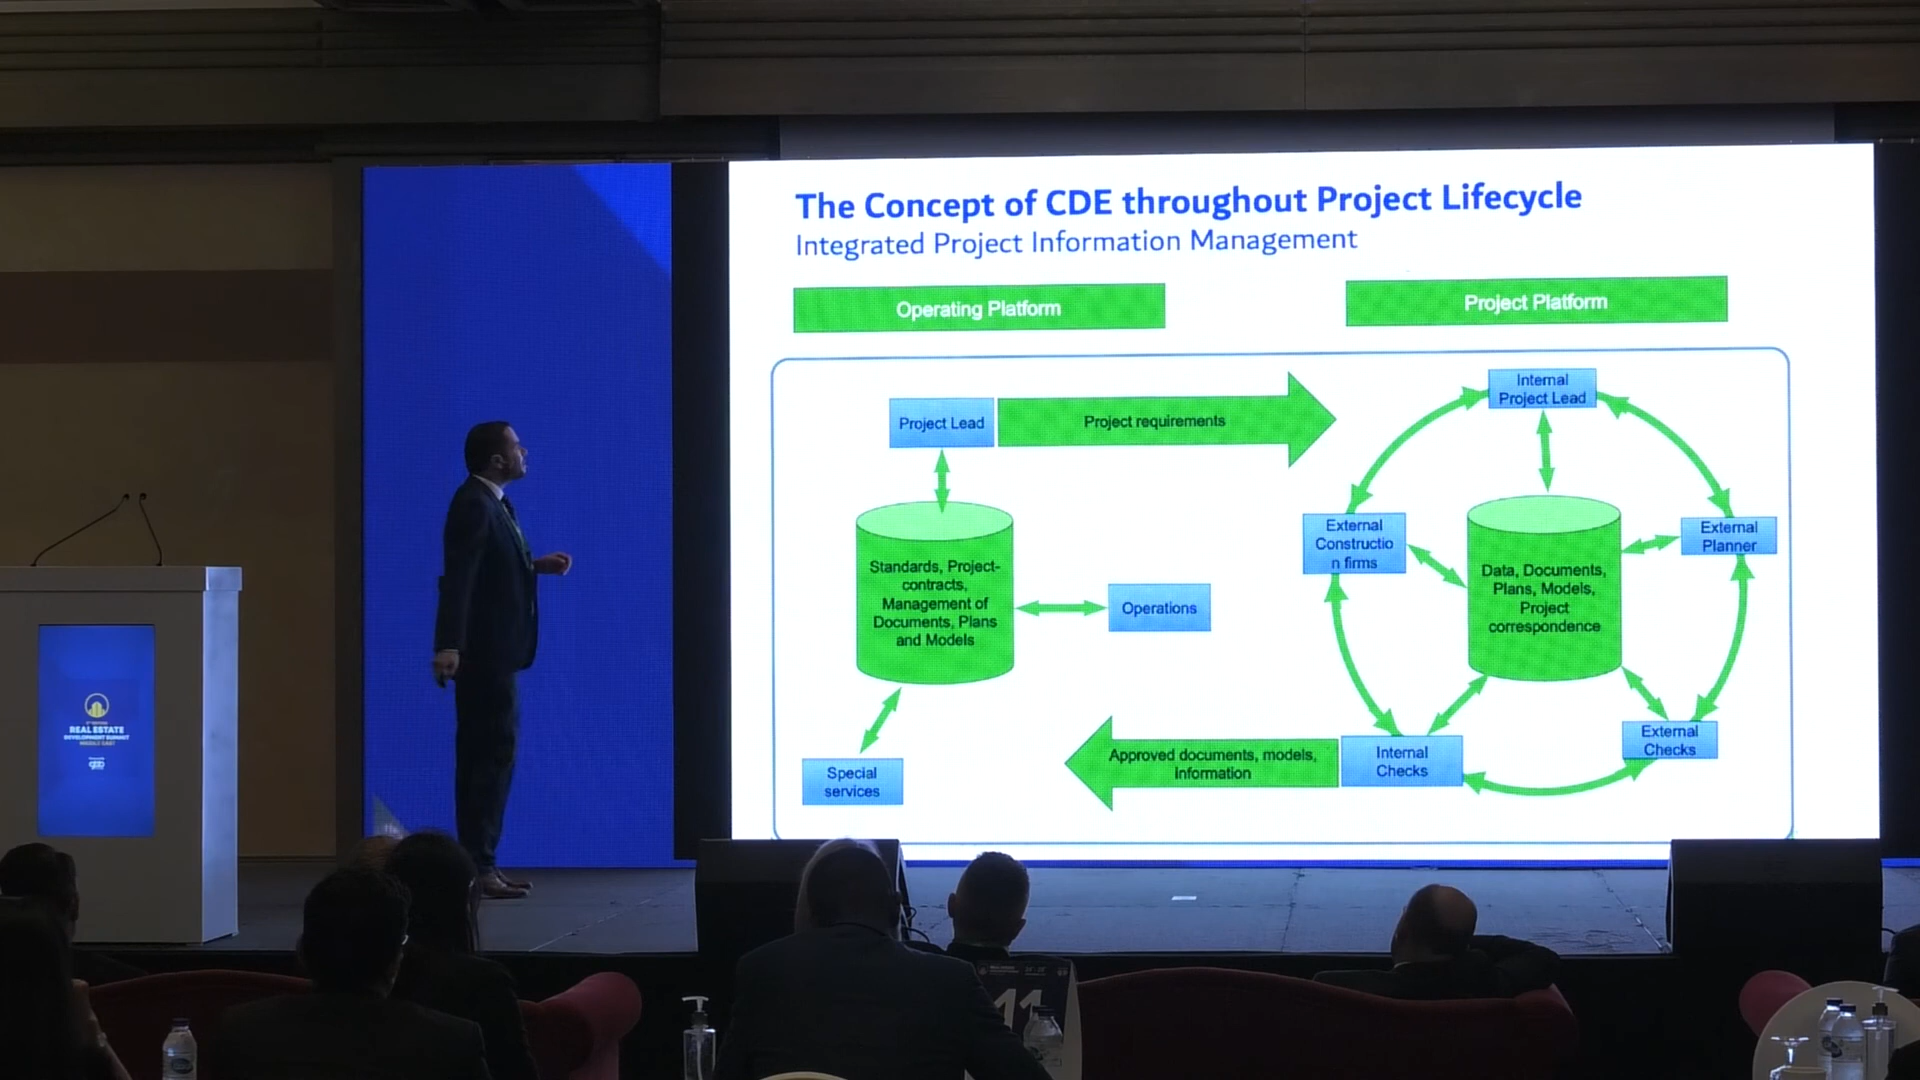 The Concept of CDE throughout Project Lifecycle
Integrated Project Information Management
Operating Platform
Project Platform
Project Lead
Project requirements
Internal
Project Lead
External
Constructio
n firms
External
Planner
Standards, Project-
contracts,
Management of
Documents, Plans
and Models
Operations
Data, Documents,
Plans, Models,
Project
correspondence
Special
services
Approved documents, models,
Information
Internal
Checks
External
Checks
REAL ESTATE
DEVELOPMENT SUMMIT
MIDDLE EAST
11